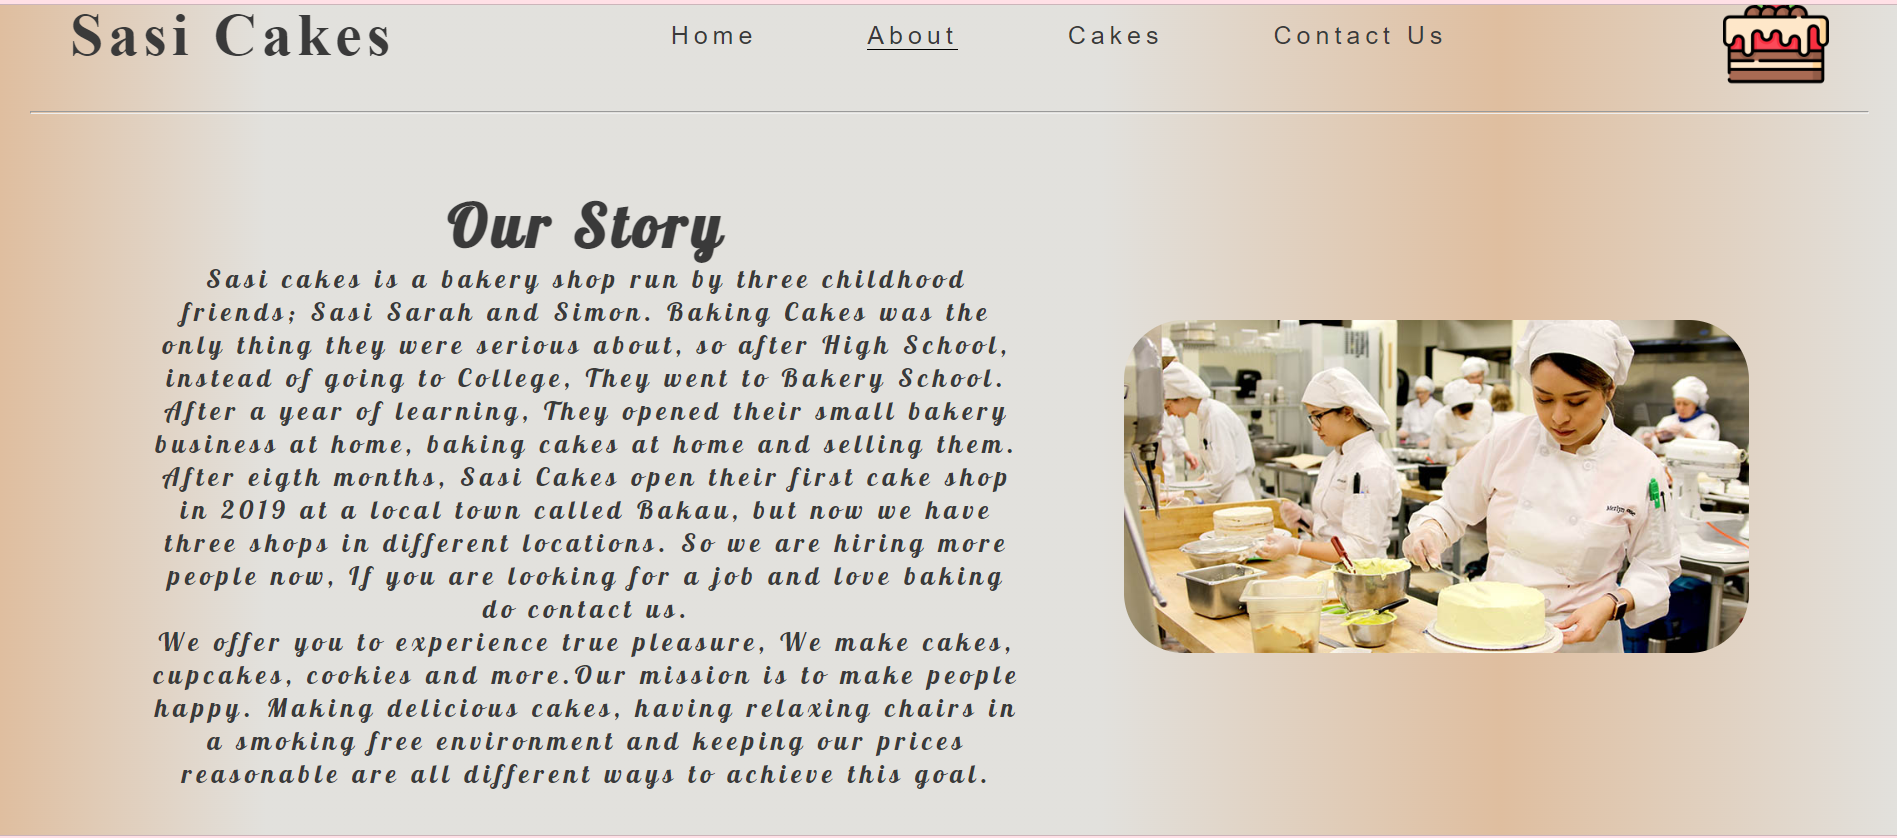 Sasi Cakes
Home
About
Cakes
Contact Us
Our Story
Sasi cakes is a bakery shop run by three childhood
friends; Sasi Sarah and Simon. Baking Cakes was the
only thing they were serious about, so after High School,
instead of going to College, They went to Bakery School.
After a year of learning, They opened their small bakery
business at home, baking cakes at home and selling them.
After eigth months, Sasi Cakes open their first cake shop
in 2019 at a local town called Bakau, but now we have
three shops in different locations. So we are hiring more
people now, If you are looking for a job and love baking
do contact us.
We offer you to experience true pleasure, We make cakes,
cupcakes, cookies and more.Our mission is to make people
happy. Making delicious cakes, having relaxing chairs in
a smoking free environment and keeping our prices
reasonable are all different ways to achieve this goal.